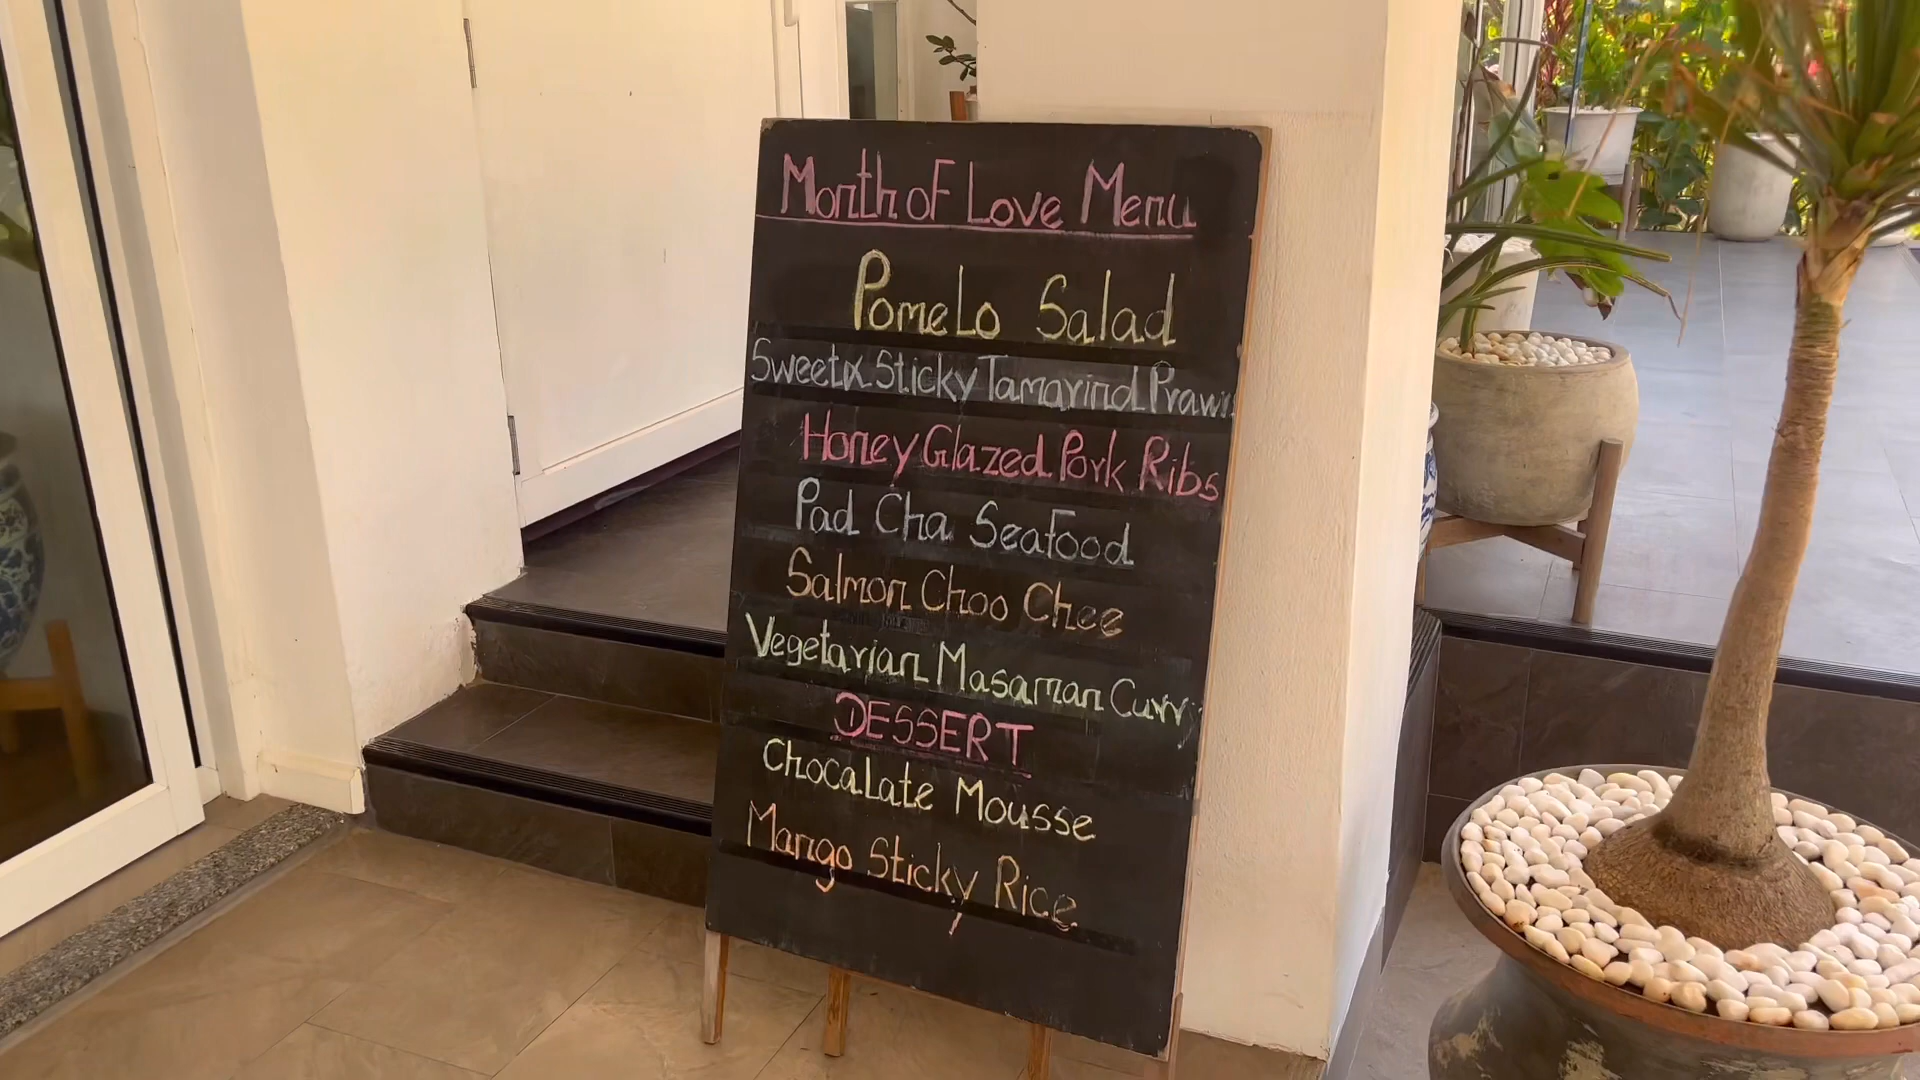 Month of Love Menu
Pomelo Salad
Sweet & Sticky Tamarind Prawns
Honey Glazed Pork Ribs
Pad Cha Seafood
Salmon Choo Chee
Vegetarian Masaman Curry
DESSERT
Chocalate Mousse
Mango Sticky Rice